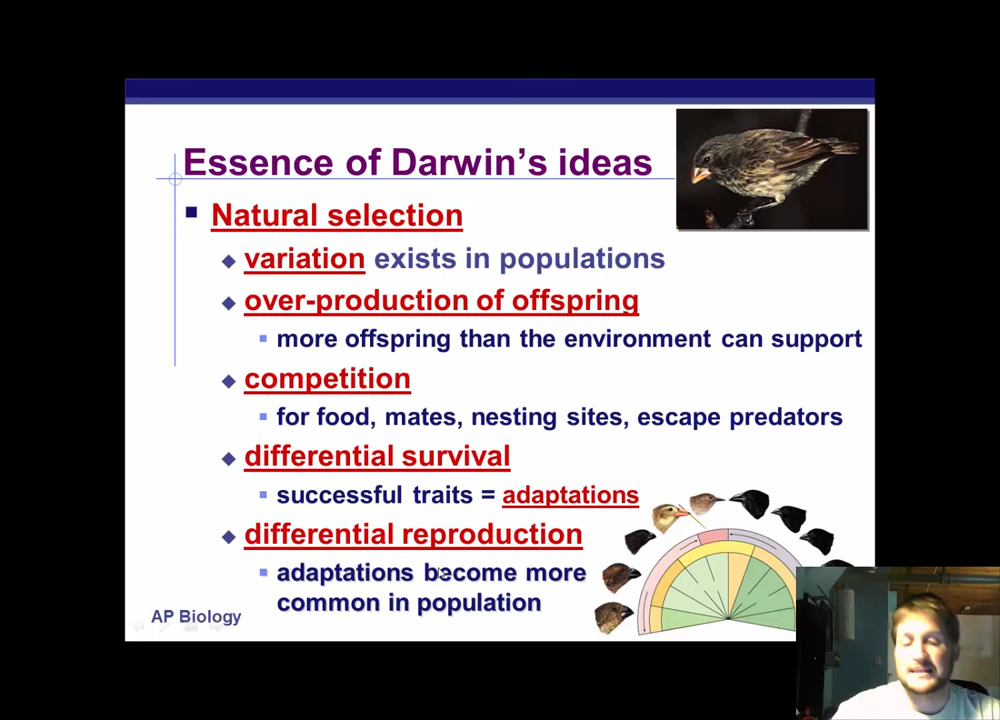 Essence of Darwin's ideas
Natural selection
variation exists in populations
over-production of offspring
more offspring than the environment can support
competition
for food, mates, nesting sites, escape predators
differential survival
successful traits = adaptations
differential reproduction
adaptations become more
common in population
AP Biology